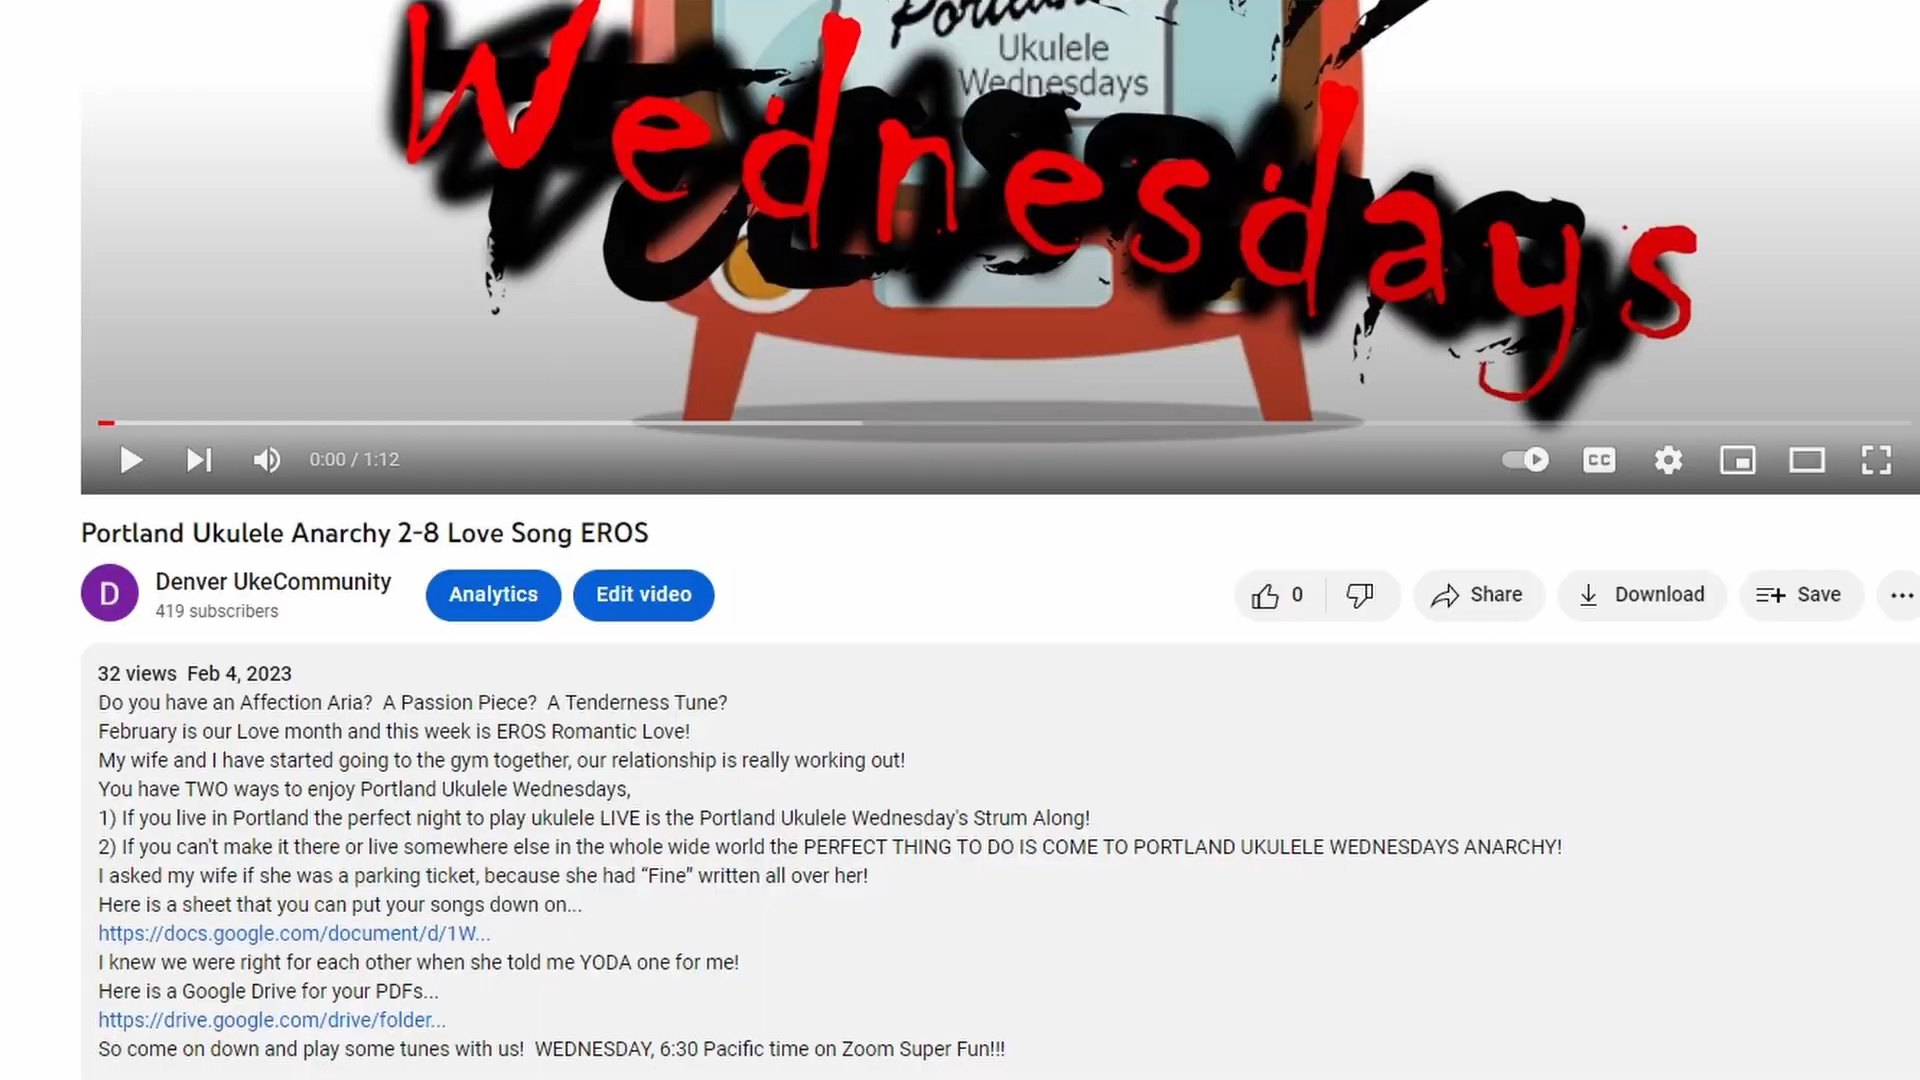 Ukulele
Wednesdays
Wednesdays
0:00 / 1:12
CC
Portland Ukulele Anarchy 2-8 Love Song EROS
D
Denver UkeCommunity
419 subscribers
Analytics
Edit video
0
Share
Download
Save
32 views  Feb 4, 2023
Do you have an Affection Aria?  A Passion Piece?  A Tenderness Tune?
February is our Love month and this week is EROS Romantic Love!
My wife and I have started going to the gym together, our relationship is really working out!
You have TWO ways to enjoy Portland Ukulele Wednesdays,
1) If you live in Portland the perfect night to play ukulele LIVE is the Portland Ukulele Wednesday's Strum Along!
2) If you can't make it there or live somewhere else in the whole wide world the PERFECT THING TO DO IS COME TO PORTLAND UKULELE WEDNESDAYS ANARCHY!
I asked my wife if she was a parking ticket, because she had “Fine” written all over her!
Here is a sheet that you can put your songs down on...
https://docs.google.com/document/d/1W...
I knew we were right for each other when she told me YODA one for me!
Here is a Google Drive for your PDFs...
https://drive.google.com/drive/folder...
So come on down and play some tunes with us!  WEDNESDAY, 6:30 Pacific time on Zoom Super Fun!!!